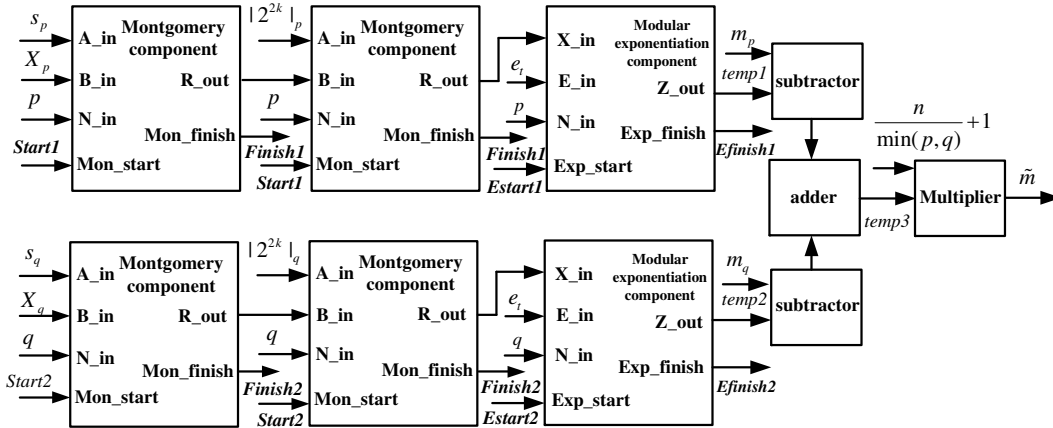 s_p
X_p
p
Start1
A_in
B_in
N_in
Mon_start
Montgomery
component
R_out
Mon_finish
|2^{2k}|_p
p
Finish1
Start1
A_in
B_in
N_in
Mon_start
Montgomery
component
R_out
Mon_finish
e_t
p
Finish1
Estart1
X_in
E_in
N_in
Exp_start
Modular
exponentiation
component
Z_out
Exp_finish
m_p
temp1
Efinish1
subtractor
adder
temp3
n
min(p,q)
+1
Multiplier
m̃
s_q
X_q
q
Start2
A_in
B_in
N_in
Mon_start
Montgomery
component
R_out
Mon_finish
|2^{2k}|_q
q
Finish2
Start2
A_in
B_in
N_in
Mon_start
Montgomery
component
R_out
Mon_finish
e_t
q
Finish2
Estart2
X_in
E_in
N_in
Exp_start
Modular
exponentiation
component
Z_out
Exp_finish
m_q
temp2
Efinish2
subtractor